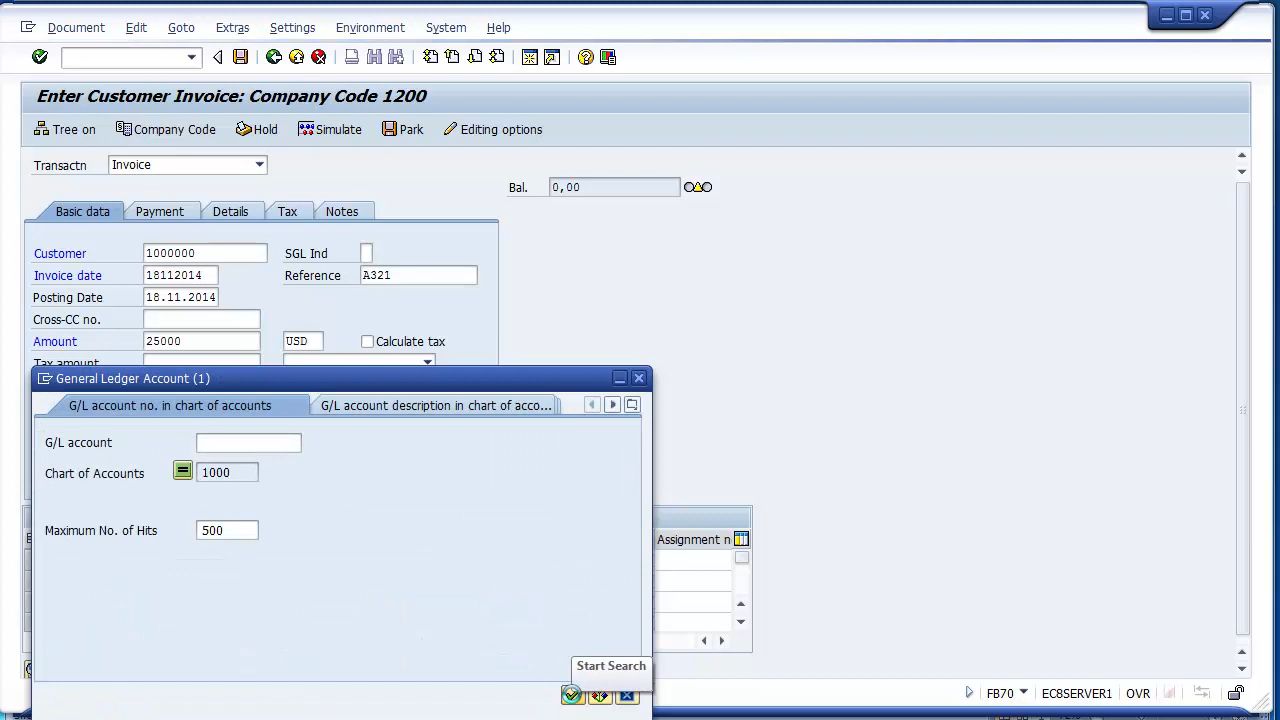 Document Edit Goto Extras Settings Environment System Help
Enter Customer Invoice: Company Code 1200
Tree on Company Code Hold Simulate Park Editing options
Transactn Invoice
Bal. 0,00
Basic data Payment Details Tax Notes
Customer 1000000 SGL Ind
Invoice date 18112014 Reference A321
Posting Date 18.11.2014
Cross-CC no.
Amount 25000 USD Calculate tax
Tax amount
General Ledger Account (1)
G/L account no. in chart of accounts G/L account description in chart of acco...
G/L account
Chart of Accounts 1000
Maximum No. of Hits 500
Assignment n
Start Search
FB70 EC8SERVER1 OVR